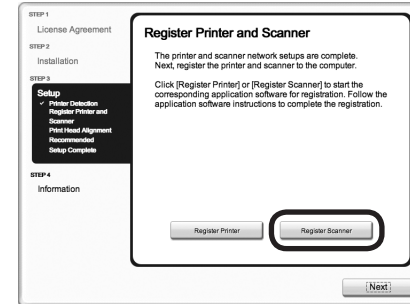 STEP 1
License Agreement
STEP 2
Installation
STEP 3
Setup
✓ Printer Detection
Register Printer and
Scanner
Print Head Alignment
Recommended
Setup Complete
STEP 4
Information
Register Printer and Scanner
The printer and scanner network setups are complete.
Next, register the printer and scanner to the computer.
Click [Register Printer] or [Register Scanner] to start the
corresponding application software for registration. Follow the
application software instructions to complete the registration.
Register Printer
Register Scanner
Next